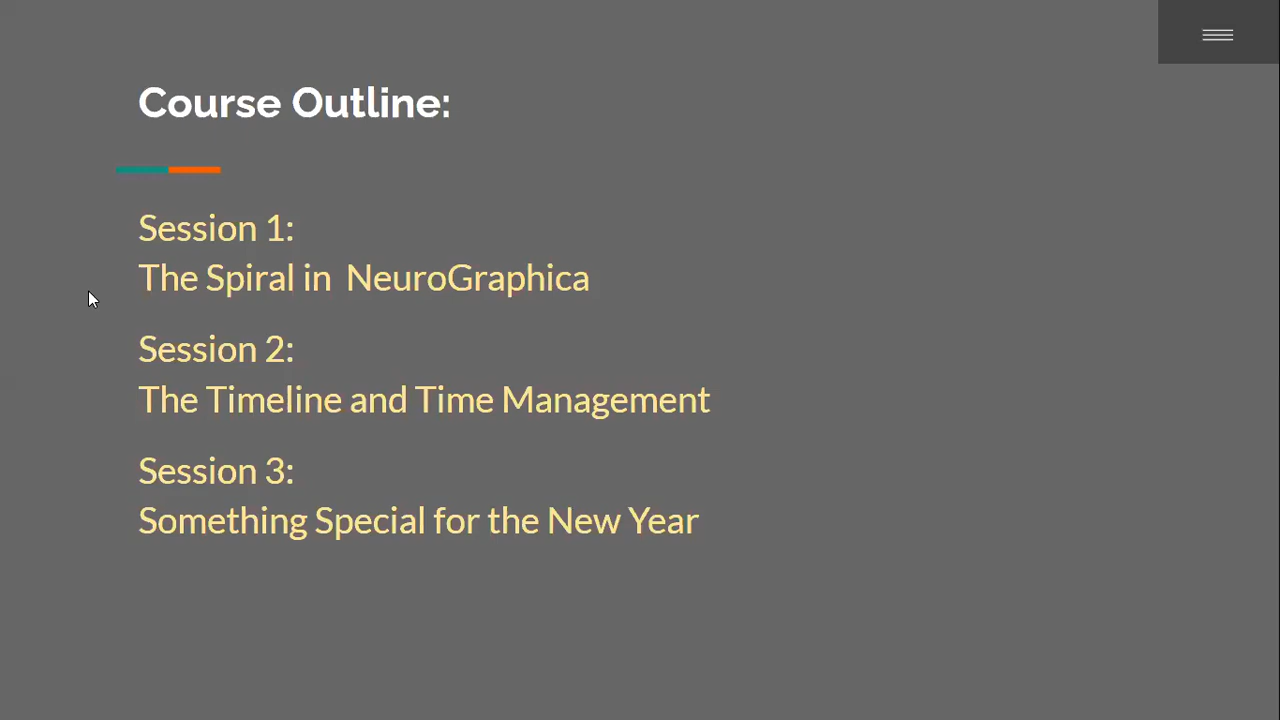 Course Outline:
Session 1:
The Spiral in  NeuroGraphica
Session 2:
The Timeline and Time Management
Session 3:
Something Special for the New Year